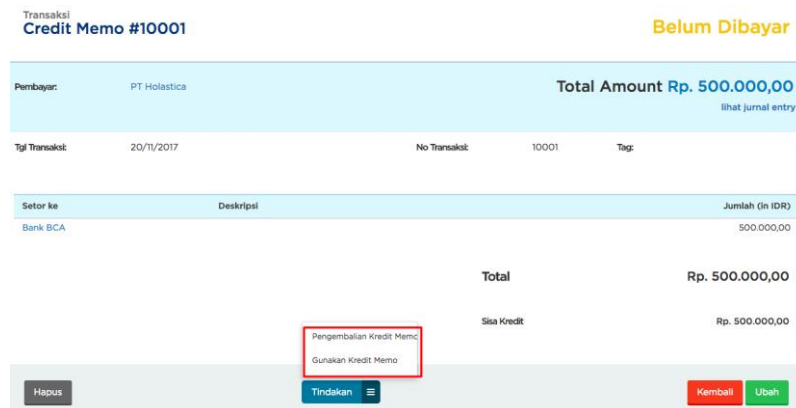 Transaksi
Credit Memo #10001
Belum Dibayar
Pembayar: PT Holastica Total Amount Rp. 500.000,00
lihat jurnal entry
Tgl Transaksi: 20/11/2017 No Transaksi: 10001 Tag:
Setor ke Deskripsi Jumlah (in IDR)
Bank BCA 500.000,00
Total Rp. 500.000,00
Sisa Kredit Rp. 500.000,00
Pengembalian Kredit Memo
Gunakan Kredit Memo
Hapus Tindakan Kembali Ubah